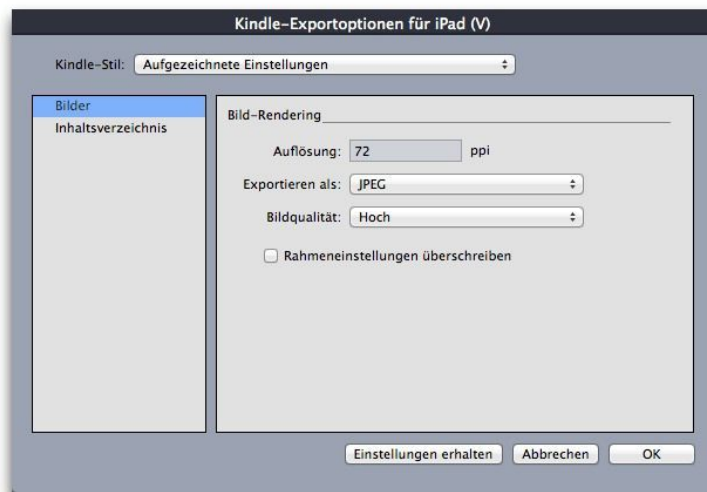 Kindle-Exportoptionen für iPad (V)
Kindle-Stil: Aufgezeichnete Einstellungen
Bilder
Inhaltsverzeichnis
Bild-Rendering
Auflösung: 72 ppi
Exportieren als: JPEG
Bildqualität: Hoch
Rahmeneinstellungen überschreiben
Einstellungen erhalten Abbrechen OK